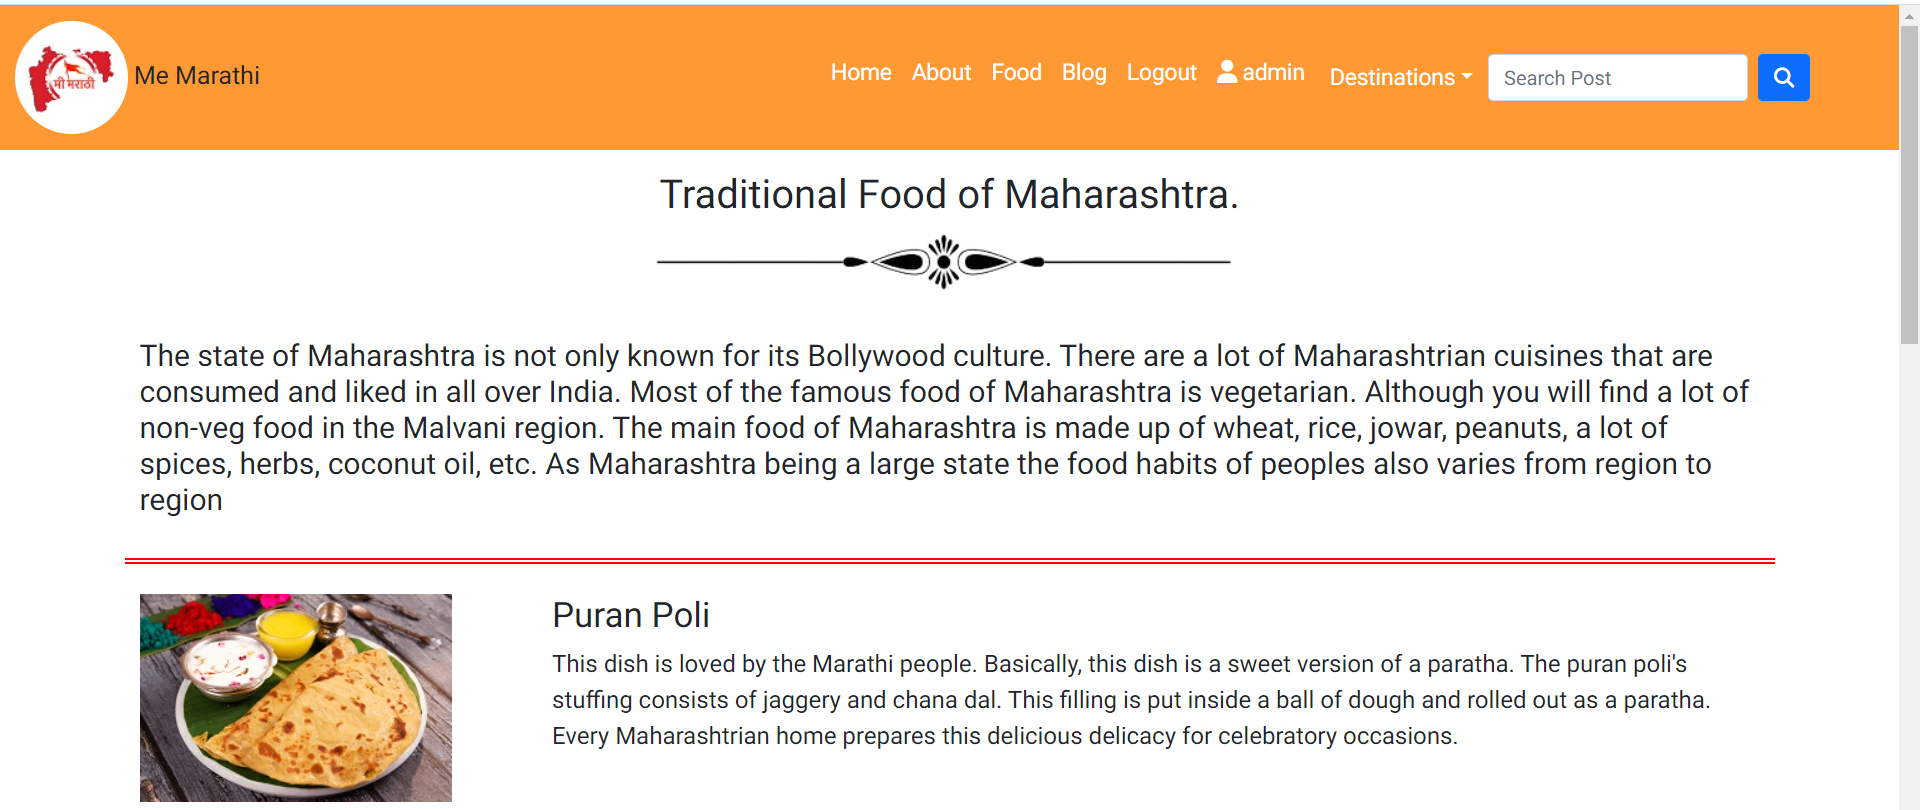 मी मराठी
Me Marathi
Home About Food Blog Logout admin Destinations Search Post
Traditional Food of Maharashtra.
The state of Maharashtra is not only known for its Bollywood culture. There are a lot of Maharashtrian cuisines that are
consumed and liked in all over India. Most of the famous food of Maharashtra is vegetarian. Although you will find a lot of
non-veg food in the Malvani region. The main food of Maharashtra is made up of wheat, rice, jowar, peanuts, a lot of
spices, herbs, coconut oil, etc. As Maharashtra being a large state the food habits of peoples also varies from region to
region
Puran Poli
This dish is loved by the Marathi people. Basically, this dish is a sweet version of a paratha. The puran poli's
stuffing consists of jaggery and chana dal. This filling is put inside a ball of dough and rolled out as a paratha.
Every Maharashtrian home prepares this delicious delicacy for celebratory occasions.